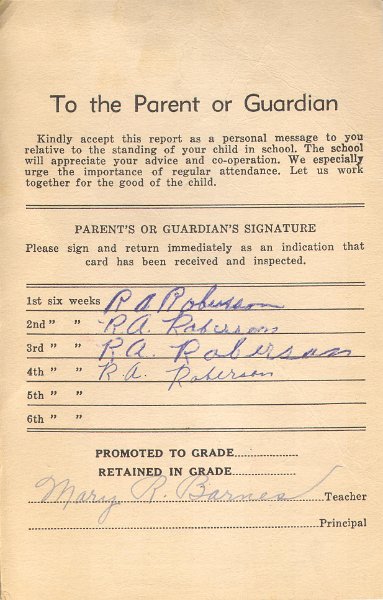 To the Parent or Guardian
Kindly accept this report as a personal message to you
relative to the standing of your child in school. The school
will appreciate your advice and co-operation. We especially
urge the importance of regular attendance. Let us work
together for the good of the child.
PARENT'S OR GUARDIAN'S SIGNATURE
Please sign and return immediately as an indication that
card has been received and inspected.
1st six weeks R A Roberson
2nd " " R.A. Roberson
3rd " " R.A. Roberson
4th " " R.A. Roberson
5th " "
6th " "
PROMOTED TO GRADE
RETAINED IN GRADE
Mary R. Barnes Teacher
Principal